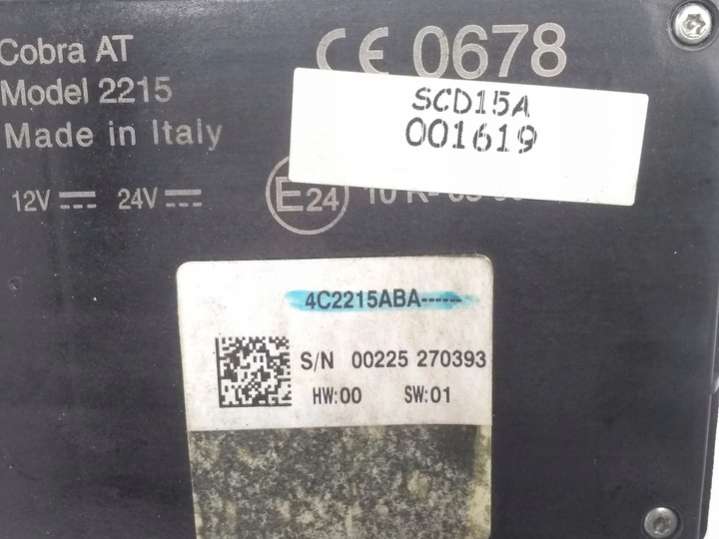 Cobra AT
CE 0678
Model 2215
SCD15A
001619
Made in Italy
12V 24V
E24 10 R-
4C2215ABA------
S/N 00225 270393
HW:00 SW:01